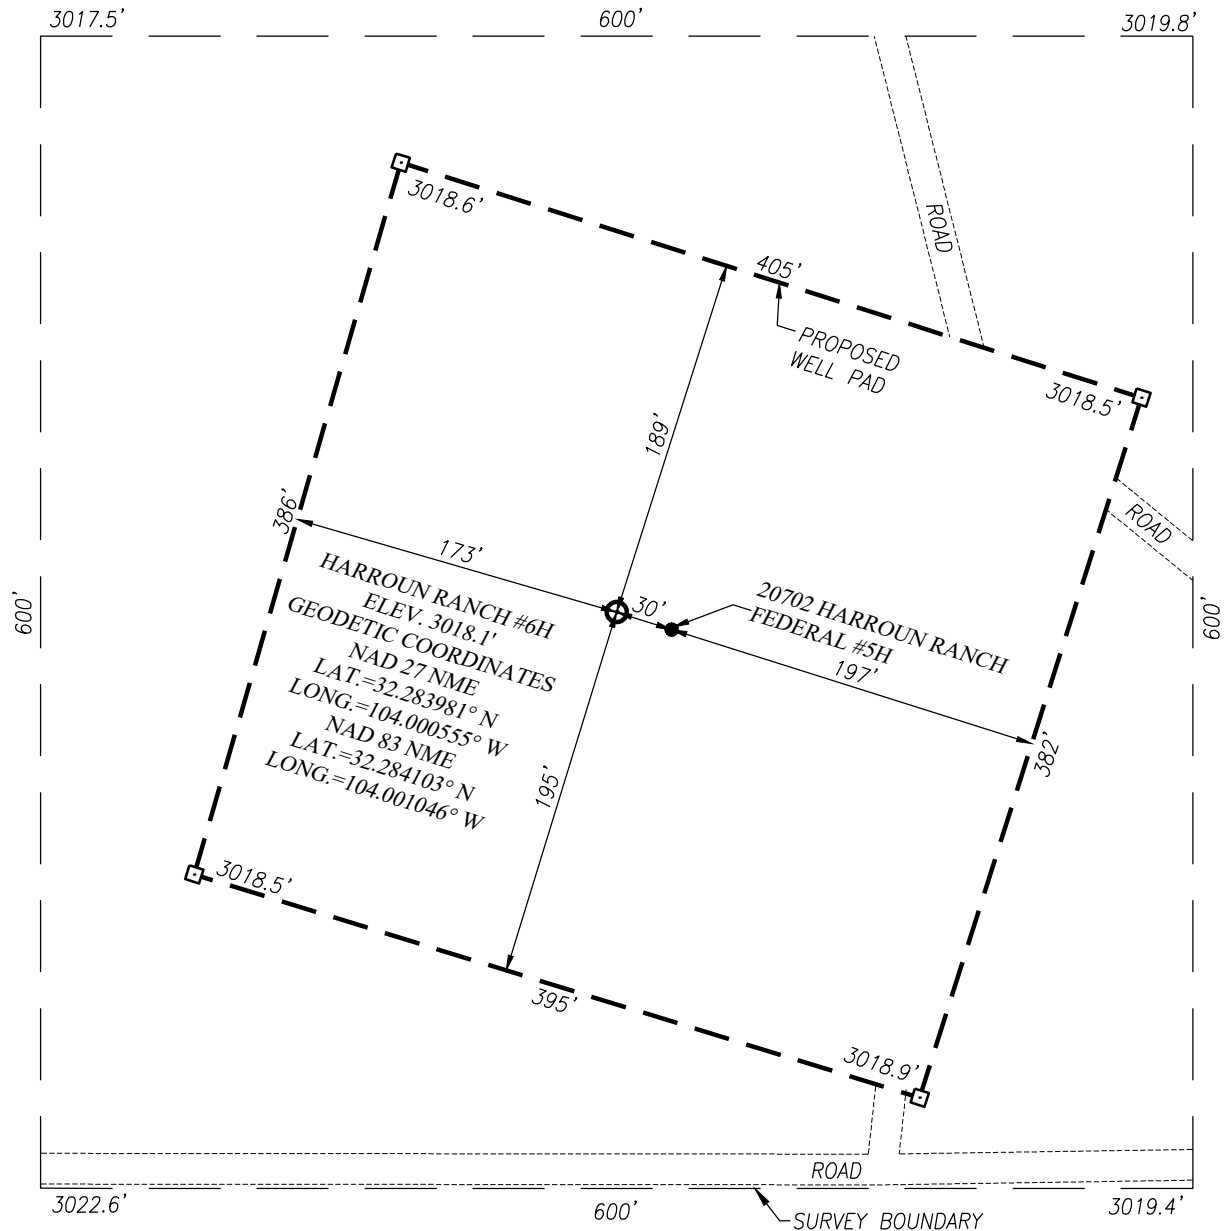 3017.5'
600'
3019.8'
3018.6'
ROAD
405'
PROPOSED
WELL PAD
3018.5'
189'
386'
ROAD
173'
HARROUN RANCH #6H
ELEV. 3018.1'
GEODETIC COORDINATES
NAD 27 NME
LAT.=32.283981° N
LONG.=104.000555° W
NAD 83 NME
LAT.=32.284103° N
LONG.=104.001046° W
30'
20702 HARROUN RANCH
FEDERAL #5H
197'
600'
600'
382'
195'
3018.5'
395'
3018.9'
ROAD
3022.6'
600'
SURVEY BOUNDARY
3019.4'